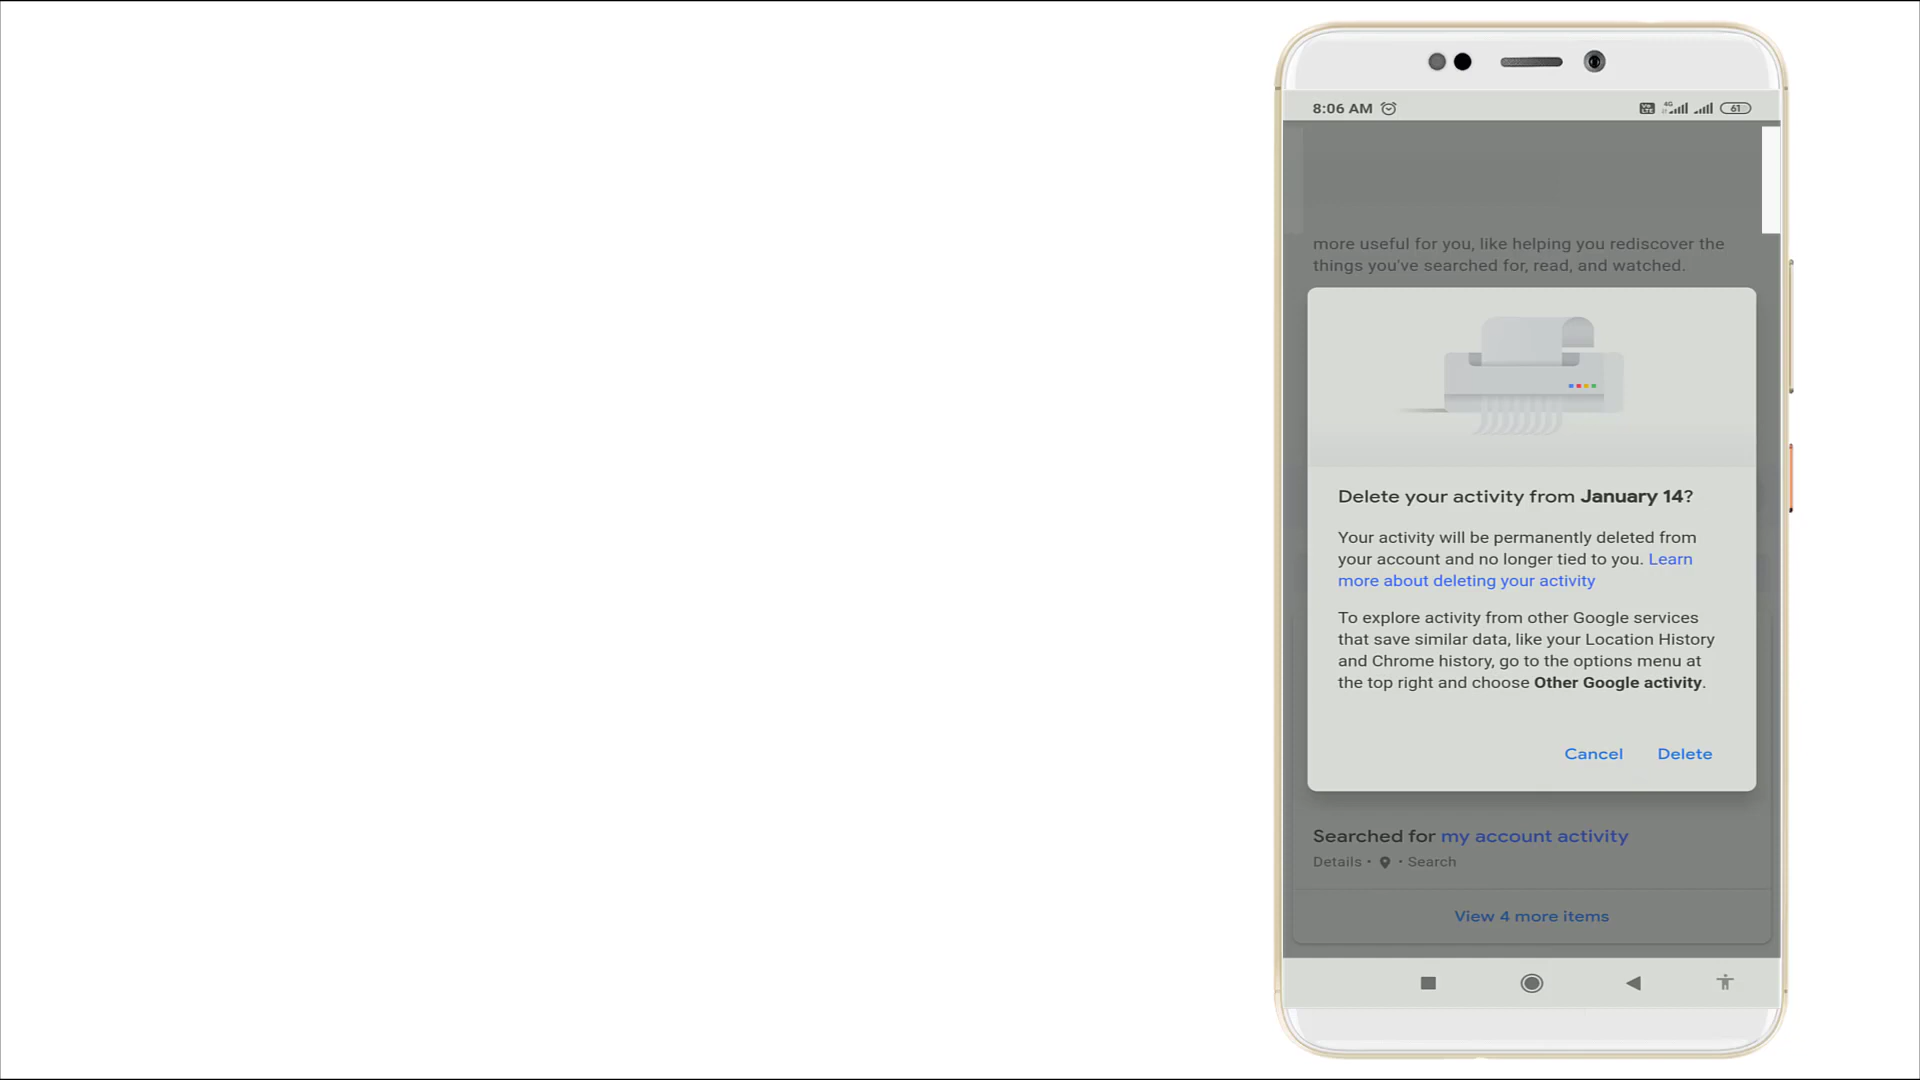 8:06 AM
4G
61
more useful for you, like helping you rediscover the
things you've searched for, read, and watched.
Delete your activity from January 14?
Your activity will be permanently deleted from
your account and no longer tied to you. Learn
more about deleting your activity
To explore activity from other Google services
that save similar data, like your Location History
and Chrome history, go to the options menu at
the top right and choose Other Google activity.
Cancel Delete
Searched for my account activity
Details • • Search
View 4 more items